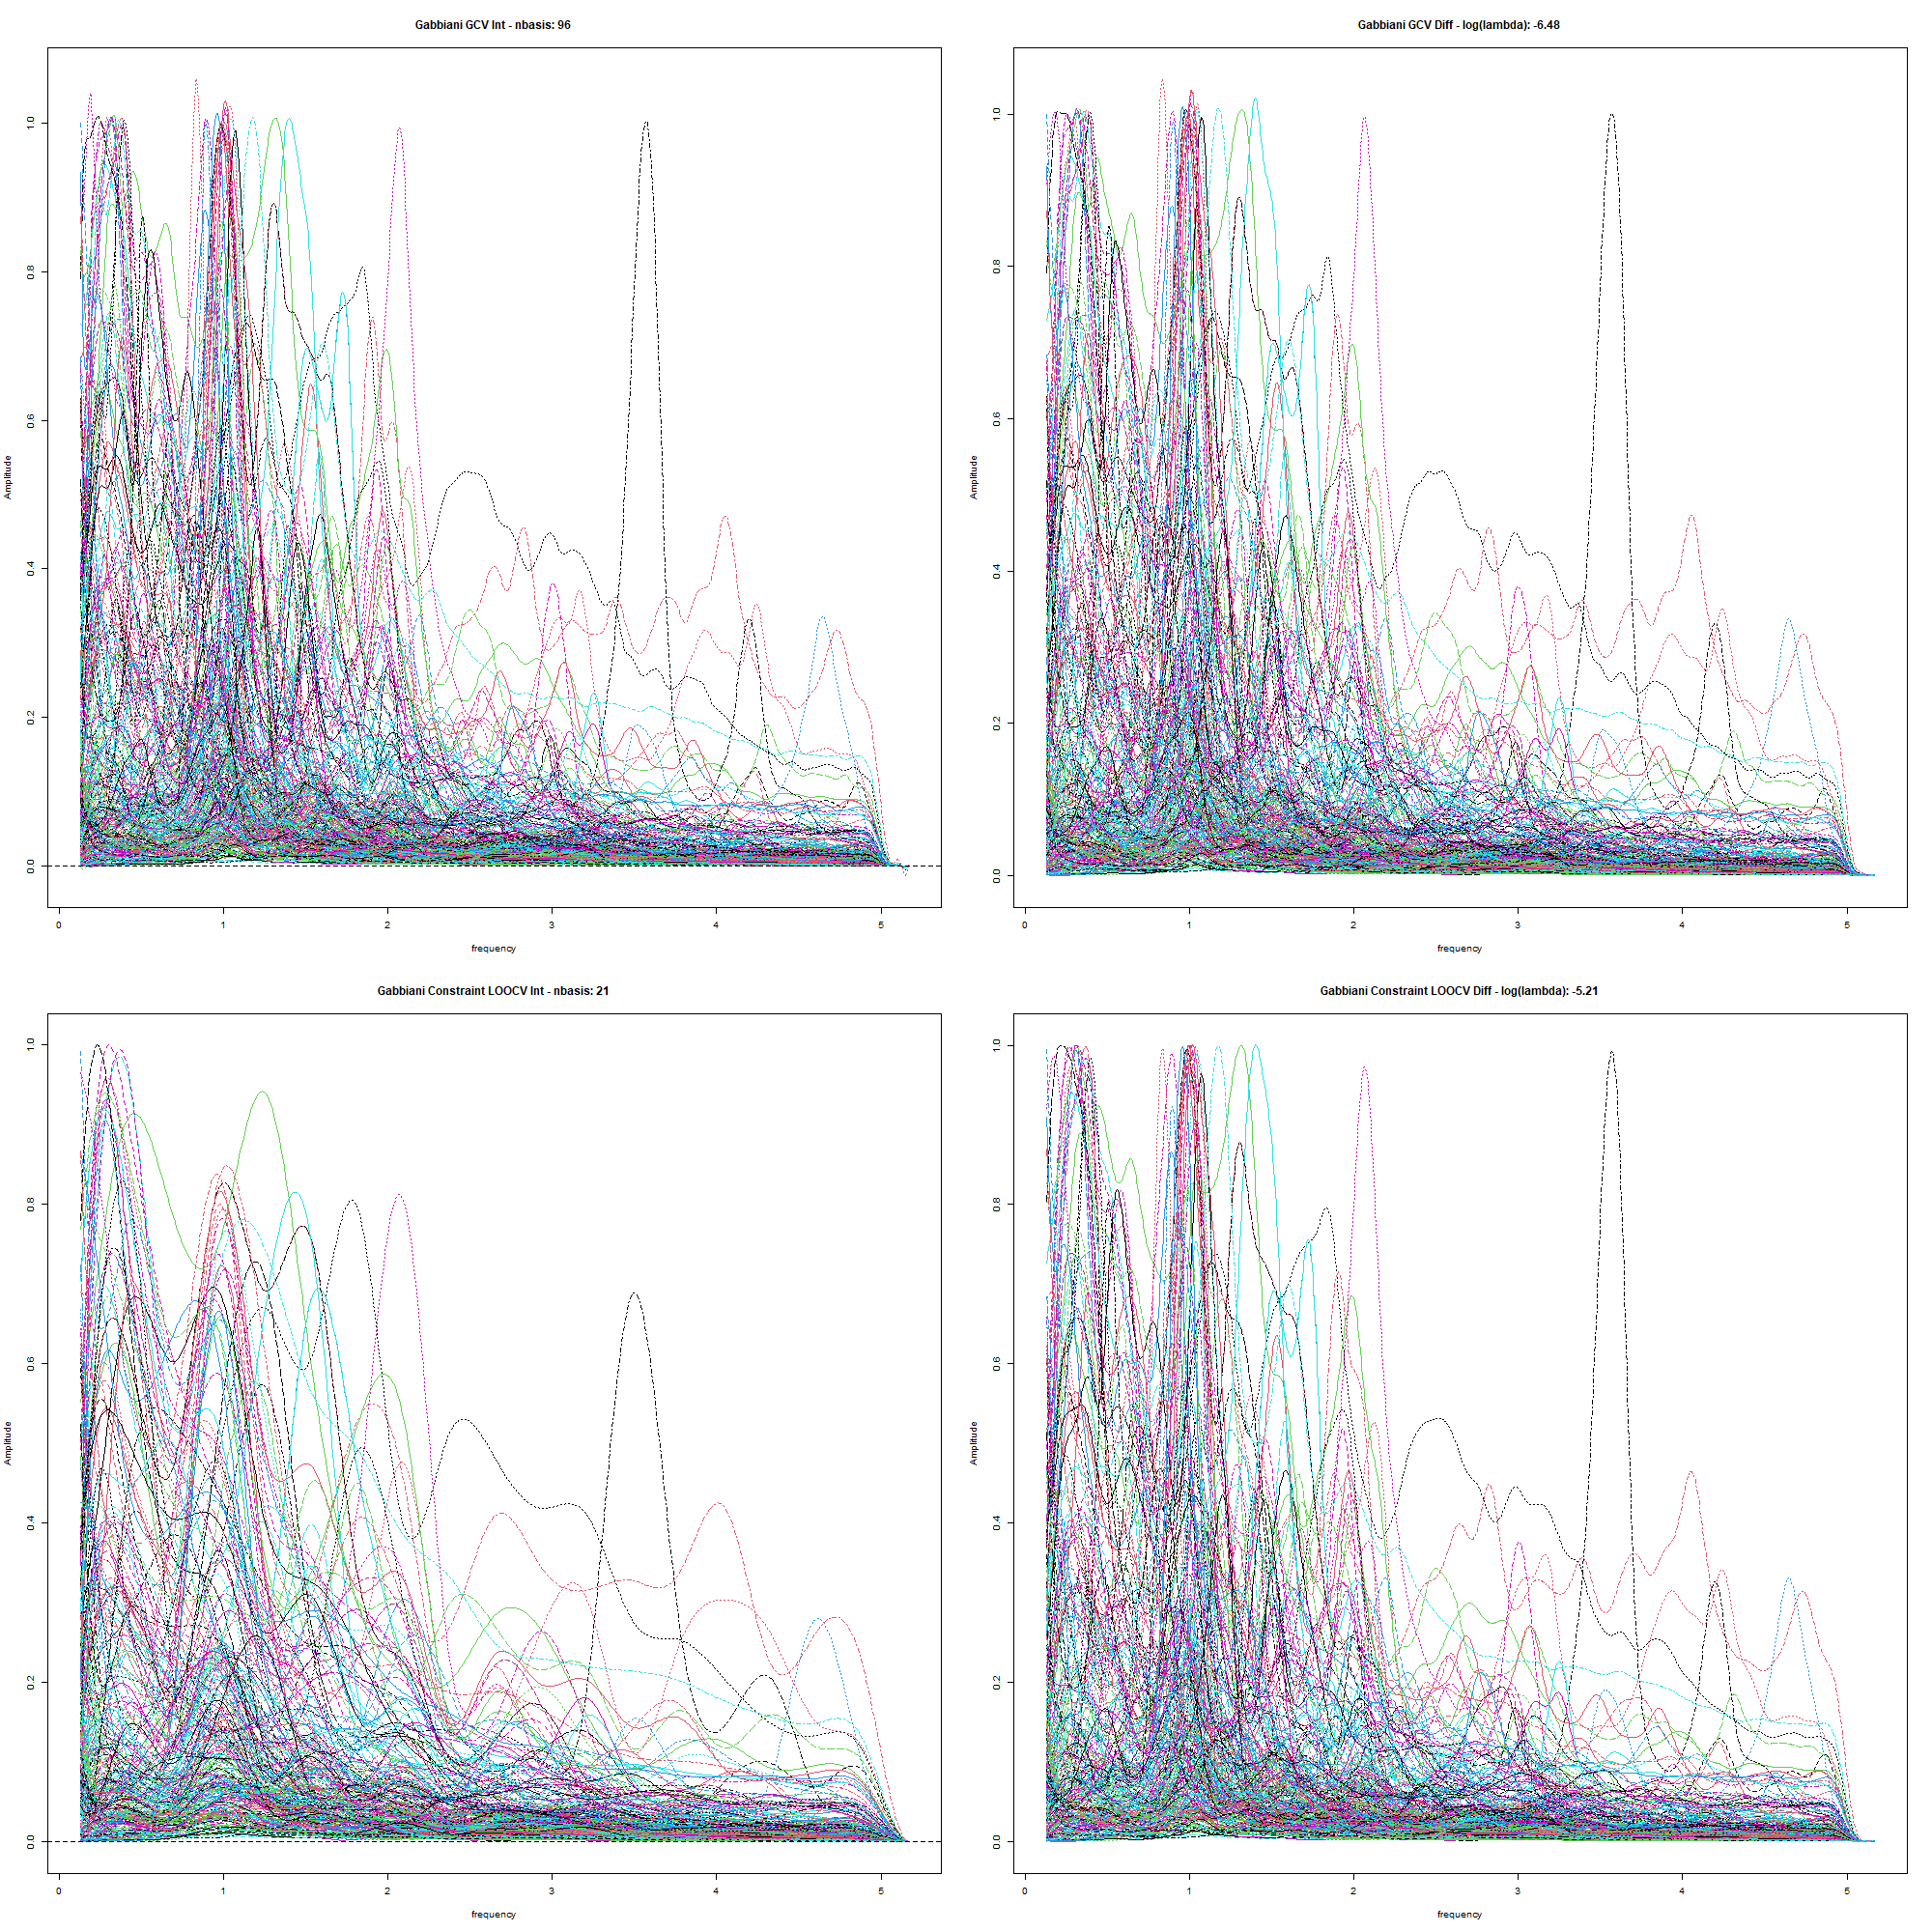 Gabbiani GCV Int - nbasis: 96
Amplitude
1.0
0.8
0.6
0.4
0.2
0.0
0 1 2 3 4 5
frequency
Gabbiani GCV Diff - log(lambda): -6.48
Amplitude
1.0
0.8
0.6
0.4
0.2
0.0
0 1 2 3 4 5
frequency
Gabbiani Constraint LOOCV Int - nbasis: 21
Amplitude
1.0
0.8
0.6
0.4
0.2
0.0
0 1 2 3 4 5
frequency
Gabbiani Constraint LOOCV Diff - log(lambda): -5.21
Amplitude
1.0
0.8
0.6
0.4
0.2
0.0
0 1 2 3 4 5
frequency